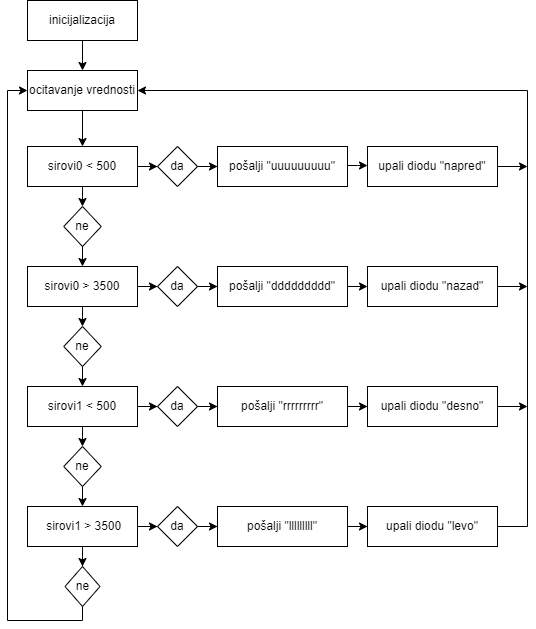 inicijalizacija
ocitavanje vrednosti
sirovi0 < 500
da
pošalji "uuuuuuuuu"
upali diodu "napred"
ne
sirovi0 > 3500
da
pošalji "ddddddddd"
upali diodu "nazad"
ne
sirovi1 < 500
da
pošalji "rrrrrrrrr"
upali diodu "desno"
ne
sirovi1 > 3500
da
pošalji "lllllllll"
upali diodu "levo"
ne